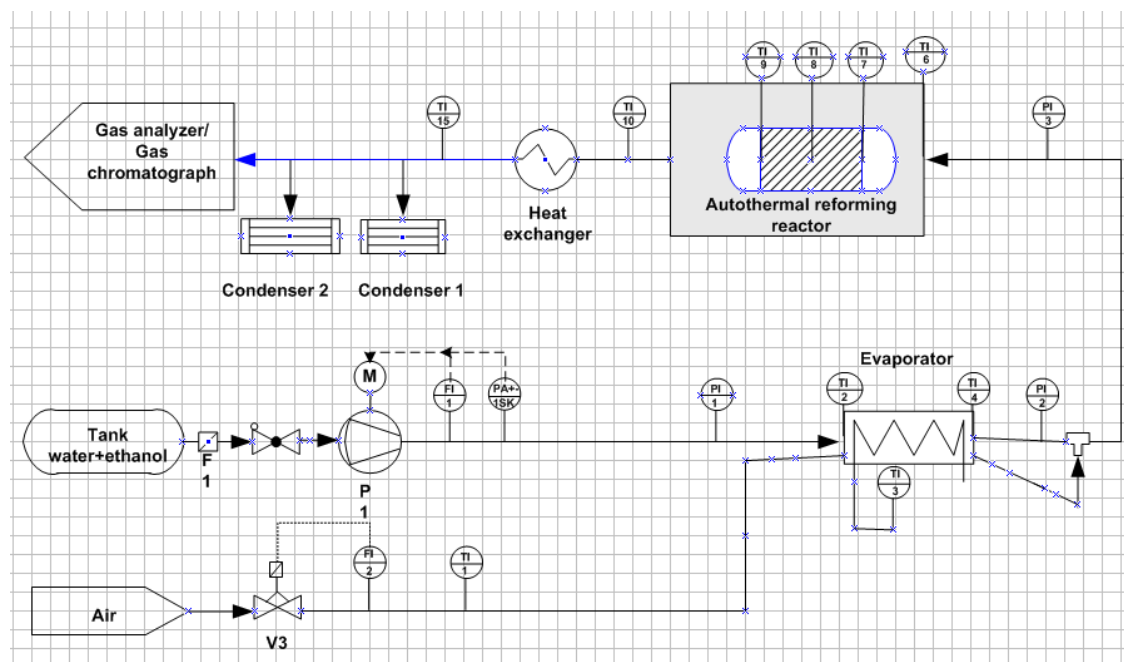 TI
9
TI
8
TI
7
TI
6
TI
15
TI
10
PI
3
Gas analyzer/
Gas
chromatograph
Autothermal reforming
reactor
Heat
exchanger
Condenser 2
Condenser 1
Evaporator
M
FI
1
PA+-
1SK
PI
1
TI
2
TI
4
PI
2
Tank
water+ethanol
F
1
P
1
TI
3
FI
2
TI
1
Air
V3